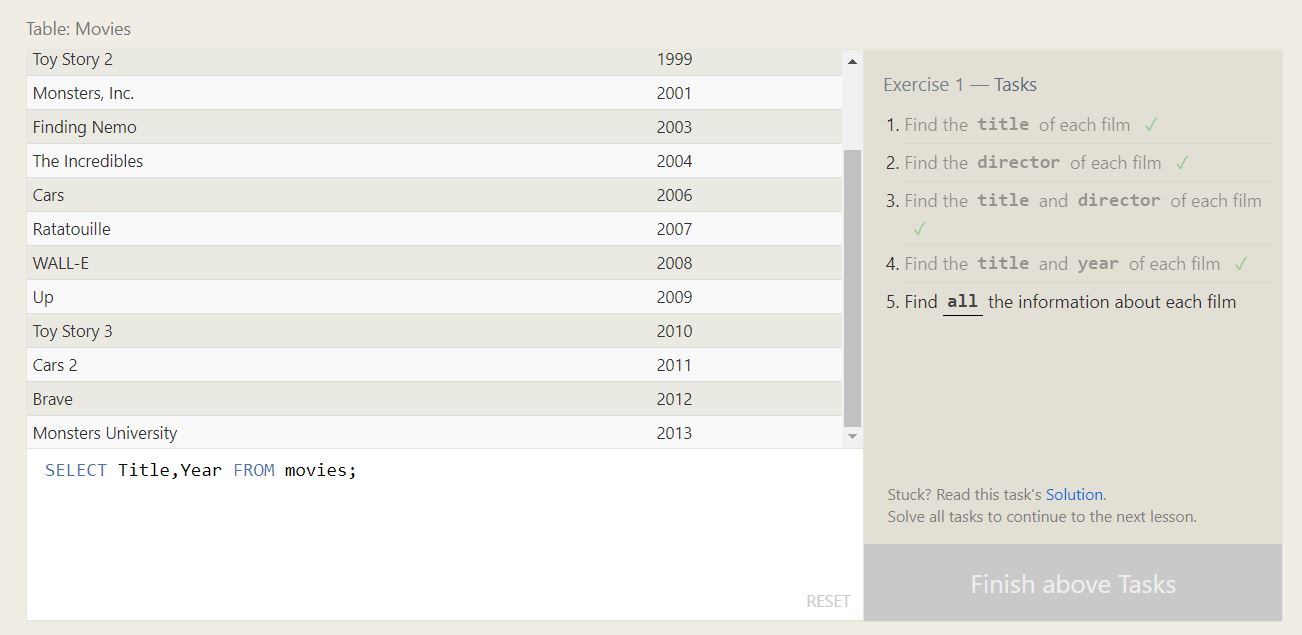 Table: Movies
Toy Story 2 1999
Monsters, Inc. 2001
Finding Nemo 2003
The Incredibles 2004
Cars 2006
Ratatouille 2007
WALL-E 2008
Up 2009
Toy Story 3 2010
Cars 2 2011
Brave 2012
Monsters University 2013
SELECT Title,Year FROM movies;
RESET
Exercise 1 — Tasks
1. Find the title of each film ✓
2. Find the director of each film ✓
3. Find the title and director of each film
✓
4. Find the title and year of each film ✓
5. Find all the information about each film
Stuck? Read this task's Solution.
Solve all tasks to continue to the next lesson.
Finish above Tasks